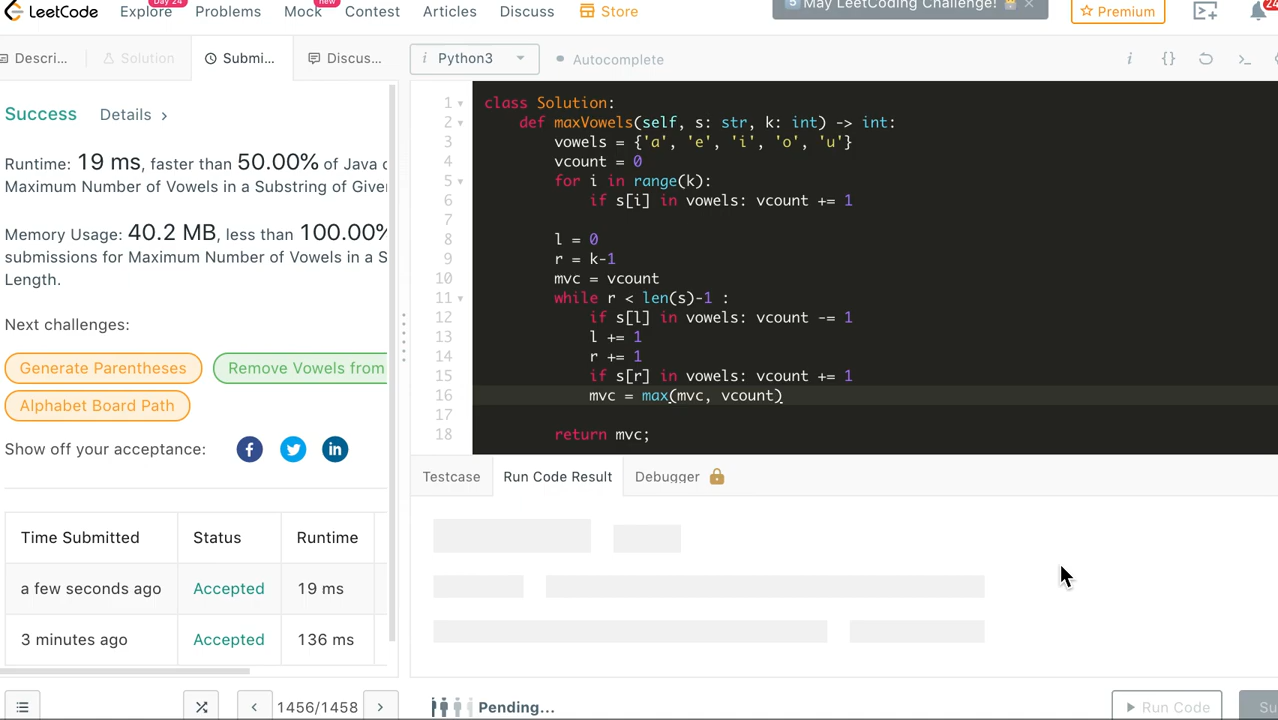 LeetCode Explore Day 24 Problems Mock New Contest Articles Discuss Store 5 May LeetCoding Challenge! × Premium 24
Descri... Solution Submi... Discus... i Python3 Autocomplete i {}
Success Details >
Runtime: 19 ms, faster than 50.00% of Java
Maximum Number of Vowels in a Substring of Give
Memory Usage: 40.2 MB, less than 100.00%
submissions for Maximum Number of Vowels in a S
Length.
Next challenges:
Generate Parentheses Remove Vowels from
Alphabet Board Path
Show off your acceptance:
Time Submitted Status Runtime
a few seconds ago Accepted 19 ms
3 minutes ago Accepted 136 ms
1 class Solution:
2 def maxVowels(self, s: str, k: int) -> int:
3 vowels = {'a', 'e', 'i', 'o', 'u'}
4 vcount = 0
5 for i in range(k):
6 if s[i] in vowels: vcount += 1
7
8 l = 0
9 r = k-1
10 mvc = vcount
11 while r < len(s)-1 :
12 if s[l] in vowels: vcount -= 1
13 l += 1
14 r += 1
15 if s[r] in vowels: vcount += 1
16 mvc = max(mvc, vcount)
17
18 return mvc;
Testcase Run Code Result Debugger
< 1456/1458 > Pending... Run Code Su